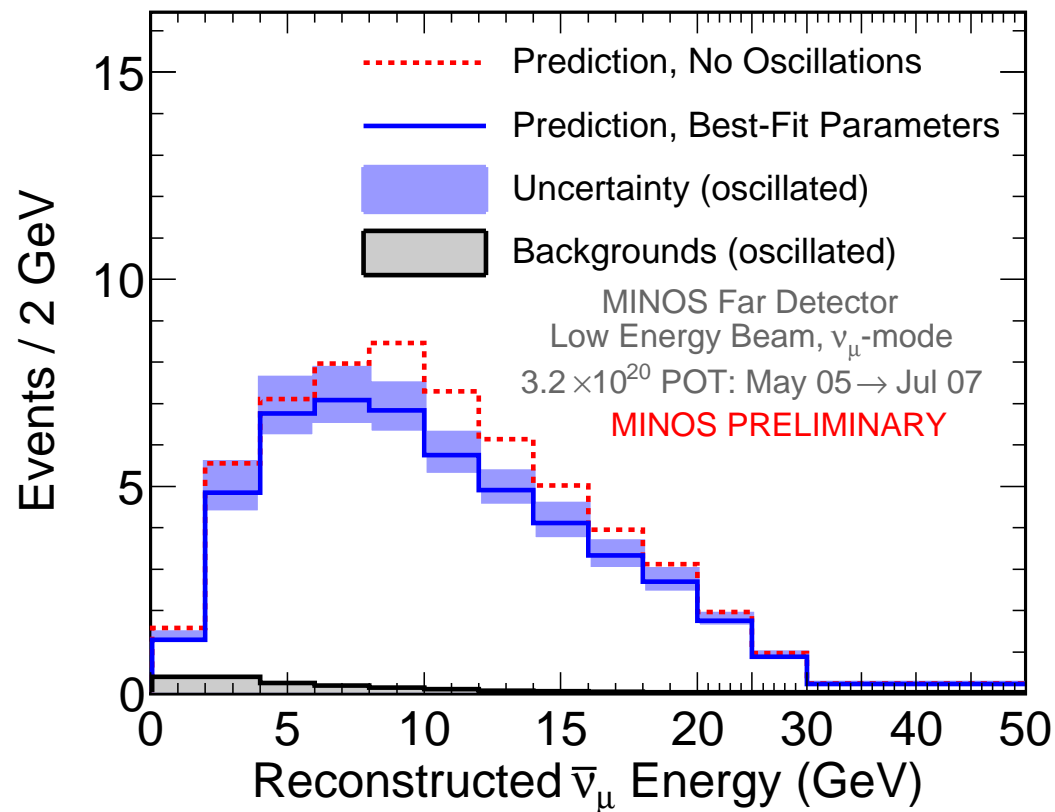 Prediction, No Oscillations
Prediction, Best-Fit Parameters
Uncertainty (oscillated)
Backgrounds (oscillated)
MINOS Far Detector
Low Energy Beam, νμ-mode
3.2×10²⁰ POT: May 05→Jul 07
MINOS PRELIMINARY
Events / 2 GeV
15
10
5
0
0 5 10 15 20 30 40 50
Reconstructed ν̅μ Energy (GeV)